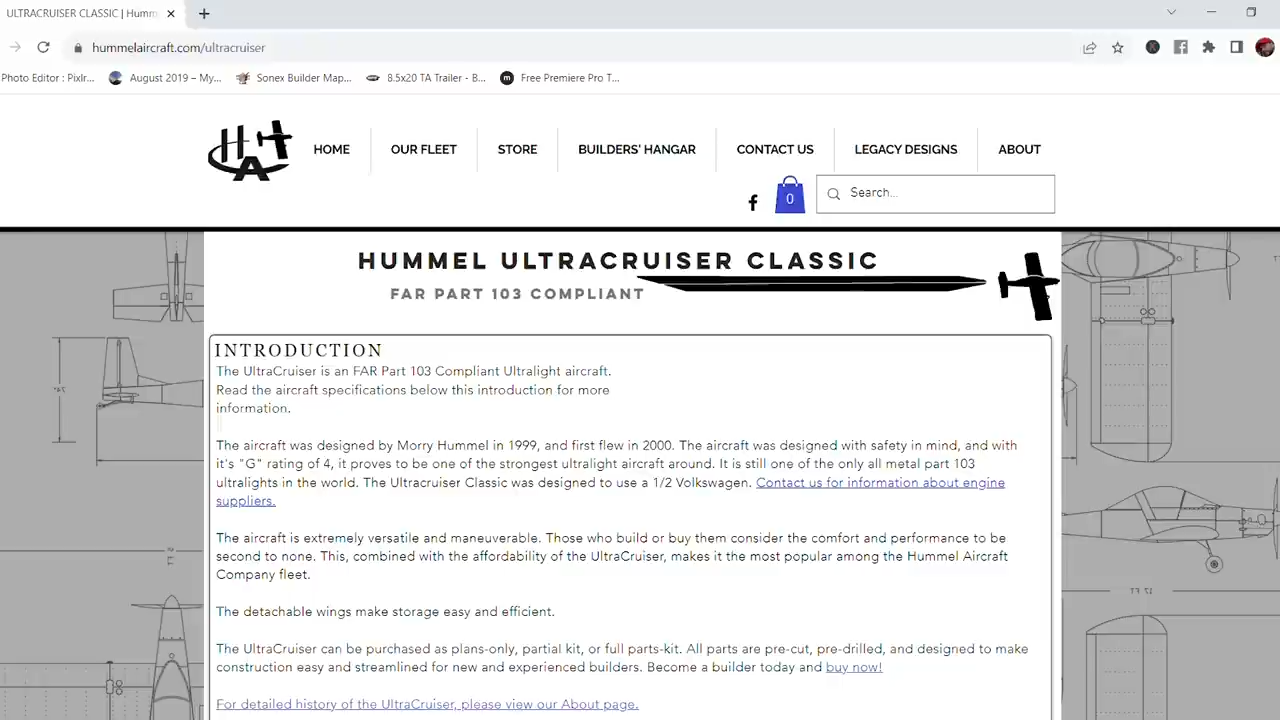 ULTRACRUISER CLASSIC | Humm
hummelaircraft.com/ultracruiser
Photo Editor : Pixlr...
August 2019 – My...
Sonex Builder Map...
8.5x20 TA Trailer - B...
Free Premiere Pro T...
HOME
OUR FLEET
STORE
BUILDERS' HANGAR
CONTACT US
LEGACY DESIGNS
ABOUT
0
Search...
HUMMEL ULTRACRUISER CLASSIC
FAR PART 103 COMPLIANT
INTRODUCTION
The UltraCruiser is an FAR Part 103 Compliant Ultralight aircraft.
Read the aircraft specifications below this introduction for more
information.
The aircraft was designed by Morry Hummel in 1999, and first flew in 2000. The aircraft was designed with safety in mind, and with
it's "G" rating of 4, it proves to be one of the strongest ultralight aircraft around. It is still one of the only all metal part 103
ultralights in the world. The Ultracruiser Classic was designed to use a 1/2 Volkswagen. Contact us for information about engine
suppliers.
The aircraft is extremely versatile and maneuverable. Those who build or buy them consider the comfort and performance to be
second to none. This, combined with the affordability of the UltraCruiser, makes it the most popular among the Hummel Aircraft
Company fleet.
The detachable wings make storage easy and efficient.
The UltraCruiser can be purchased as plans-only, partial kit, or full parts-kit. All parts are pre-cut, pre-drilled, and designed to make
construction easy and streamlined for new and experienced builders. Become a builder today and buy now!
For detailed history of the UltraCruiser, please view our About page.